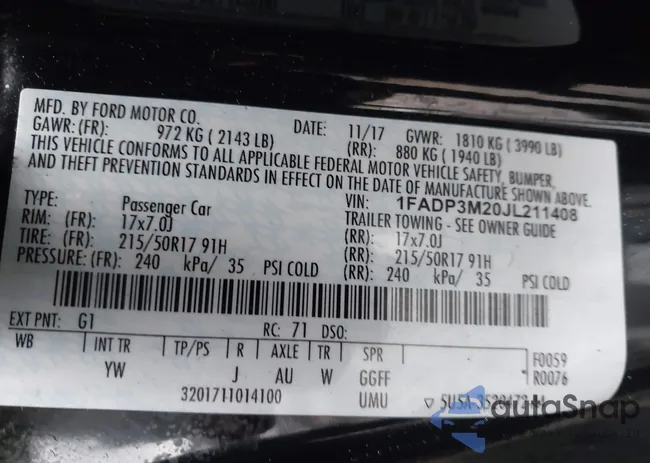 MFD. BY FORD MOTOR CO. DATE: 11/17 GVWR: 1810 KG ( 3990 LB)
GAWR: (FR): 972 KG ( 2143 LB) (RR): 880 KG ( 1940 LB)
THIS VEHICLE CONFORMS TO ALL APPLICABLE FEDERAL MOTOR VEHICLE SAFETY, BUMPER,
AND THEFT PREVENTION STANDARDS IN EFFECT ON THE DATE OF MANUFACTURE SHOWN ABOVE.
VIN: 1FADP3M20JL211408
TYPE: Passenger Car TRAILER TOWING - SEE OWNER GUIDE
RIM: (FR): 17x7.0J (RR): 17x7.0J
TIRE: (FR): 215/50R17 91H (RR): 215/50R17 91H
PRESSURE: (FR): 240 kPa/ 35 PSI COLD (RR): 240 kPa/ 35 PSI COLD
EXT PNT: G1 RC: 71 DSO:
WB INT TR TP/PS R AXLE TR SPR F0059
YW J AU W GGFF R0076
3201711014100 UMU ▽ 5U5A
autoSnap